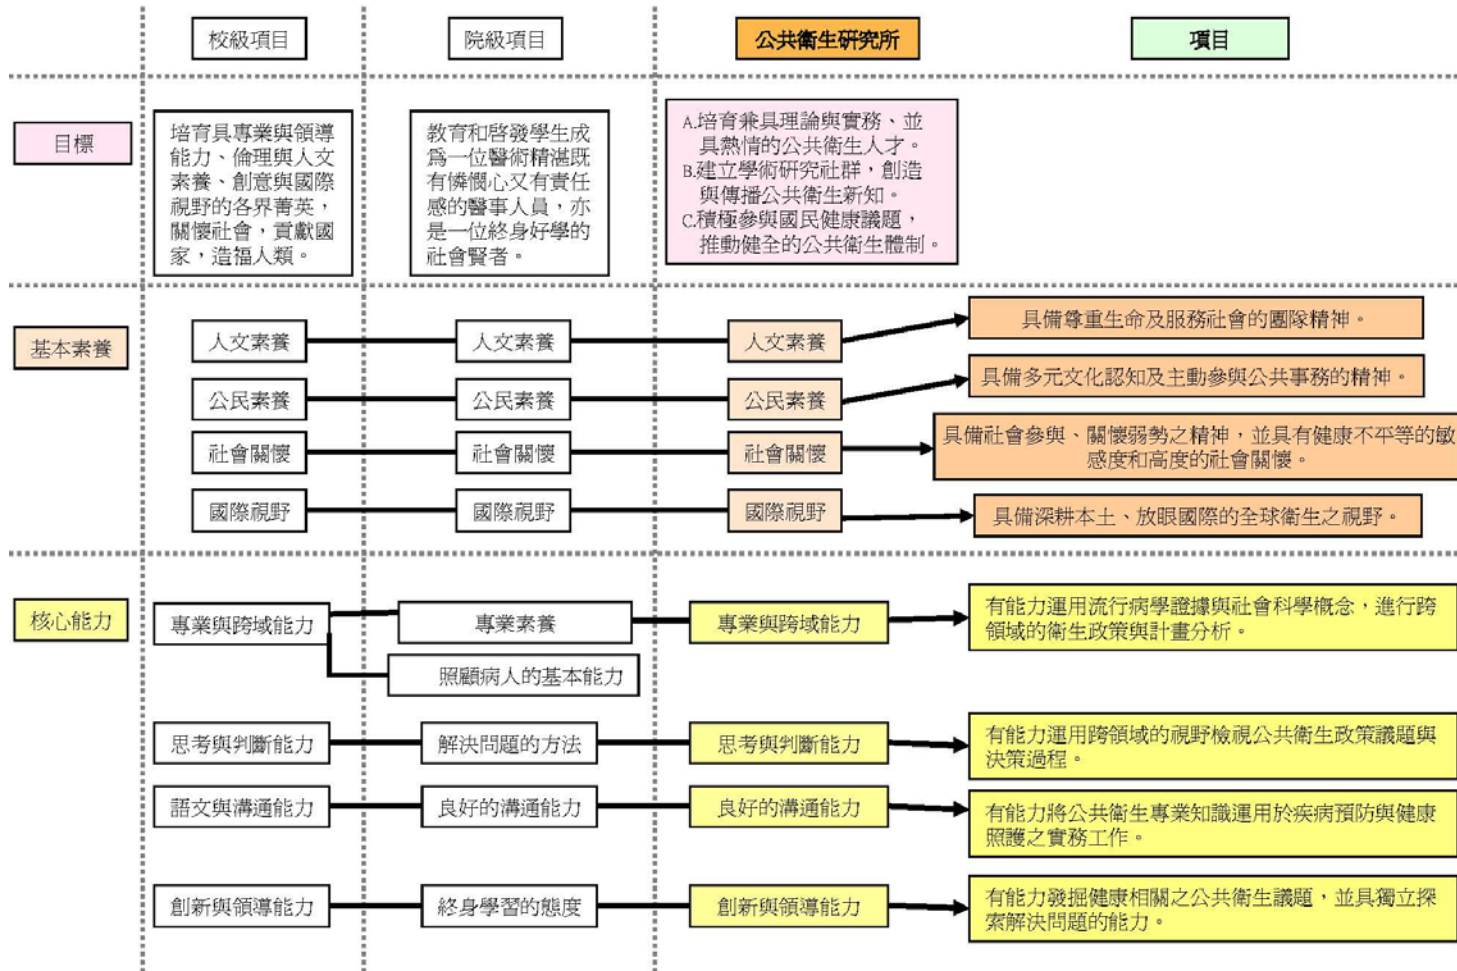 校級項目
院級項目
公共衛生研究所
項目
目標
培育具專業與領導
能力、倫理與人文
素養、創意與國際
視野的各界菁英，
關懷社會，貢獻國
家，造福人類。
教育和啓發學生成
為一位醫術精湛既
有憐憫心又有責任
感的醫事人員，亦
是一位終身好學的
社會賢者。
A.培育兼具理論與實務、並
具熱情的公共衛生人才。
B.建立學術研究社群，創造
與傳播公共衛生新知。
C.積極參與國民健康議題，
推動健全的公共衛生體制。
基本素養
人文素養
人文素養
人文素養
具備尊重生命及服務社會的團隊精神。
公民素養
公民素養
公民素養
具備多元文化認知及主動參與公共事務的精神。
社會關懷
社會關懷
社會關懷
具備社會參與、關懷弱勢之精神，並具有健康不平等的敏
感度和高度的社會關懷。
國際視野
國際視野
國際視野
具備深耕本土、放眼國際的全球衛生之視野。
核心能力
專業與跨域能力
專業素養
照顧病人的基本能力
專業與跨域能力
有能力運用流行病學證據與社會科學概念，進行跨
領域的衛生政策與計畫分析。
思考與判斷能力
解決問題的方法
思考與判斷能力
有能力運用跨領域的視野檢視公共衛生政策議題與
決策過程。
語文與溝通能力
良好的溝通能力
良好的溝通能力
有能力將公共衛生專業知識運用於疾病預防與健康
照護之實務工作。
創新與領導能力
終身學習的態度
創新與領導能力
有能力發掘健康相關之公共衛生議題，並具獨立探
索解決問題的能力。